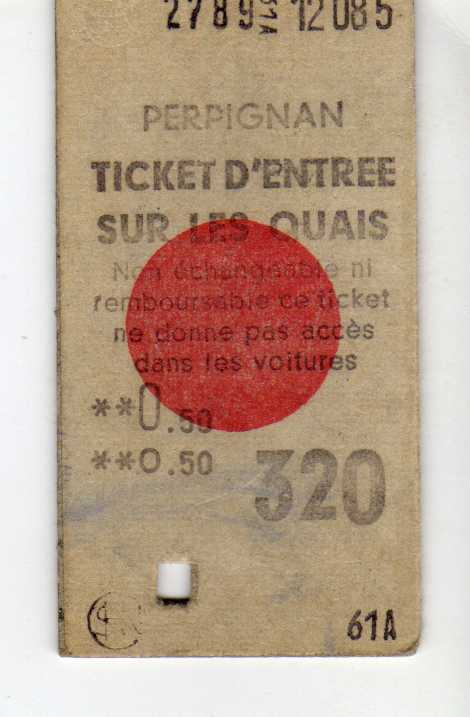 2789 61A 12085
PERPIGNAN
TICKET D'ENTREE
SUR LES QUAIS
Non échangeable ni
remboursable ce ticket
ne donne pas accès
dans les voitures
**0.50
**0.50 320
61A